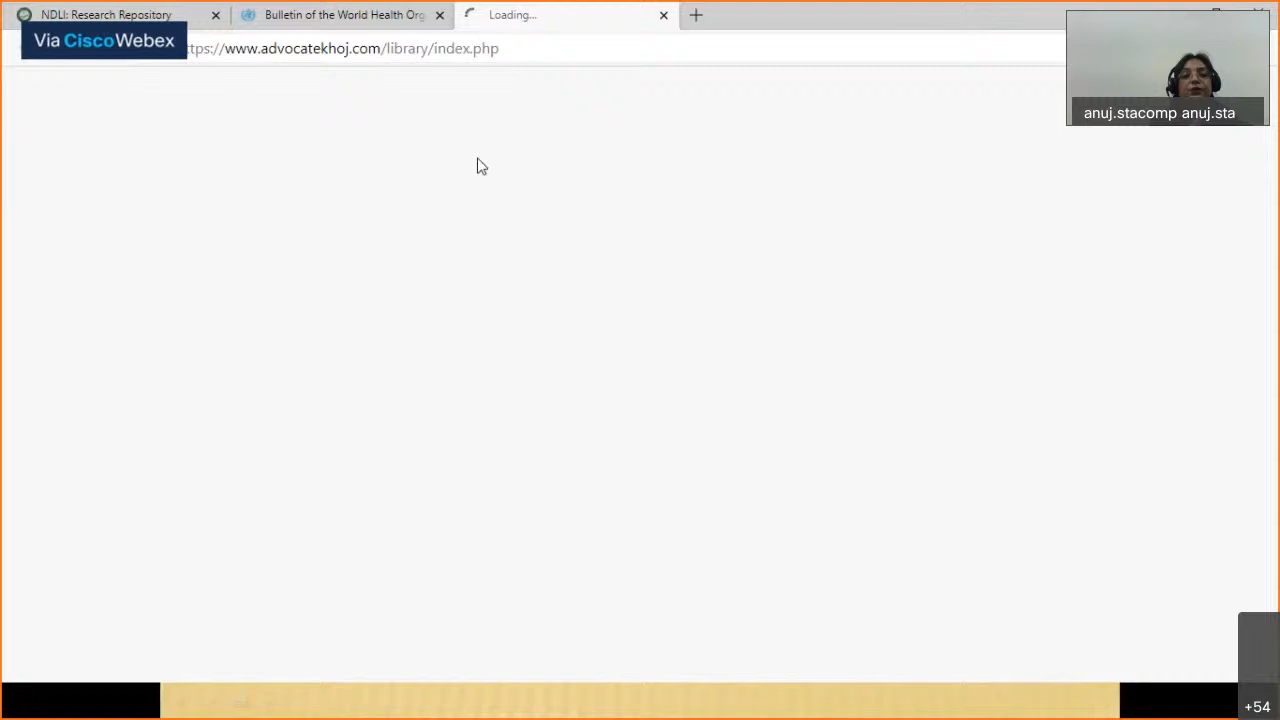 NDLI: Research Repository
Bulletin of the World Health Org
Loading...
Via CiscoWebex
ttps://www.advocatekhoj.com/library/index.php
anuj.stacomp anuj.sta
+54